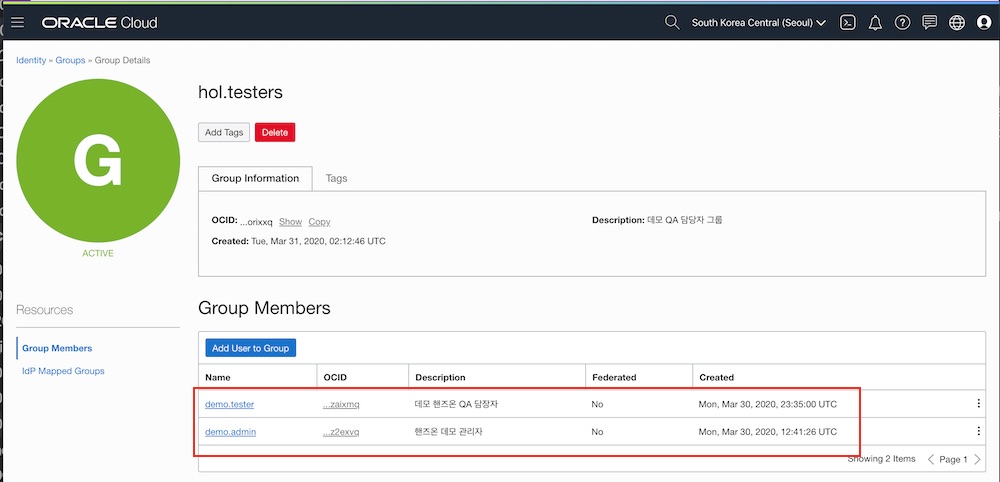 ORACLE Cloud
South Korea Central (Seoul)
Identity » Groups » Group Details
G
ACTIVE
hol.testers
Add Tags Delete
Group Information Tags
OCID: ...orixxq Show Copy Description: 데모 QA 담당자 그룹
Created: Tue, Mar 31, 2020, 02:12:46 UTC
Resources
Group Members
IdP Mapped Groups
Group Members
Add User to Group
Name OCID Description Federated Created
demo.tester ...zaixmq 데모 핸즈온 QA 담장자 No Mon, Mar 30, 2020, 23:35:00 UTC
demo.admin ...z2exvq 핸즈온 데모 관리자 No Mon, Mar 30, 2020, 12:41:26 UTC
Showing 2 Items Page 1